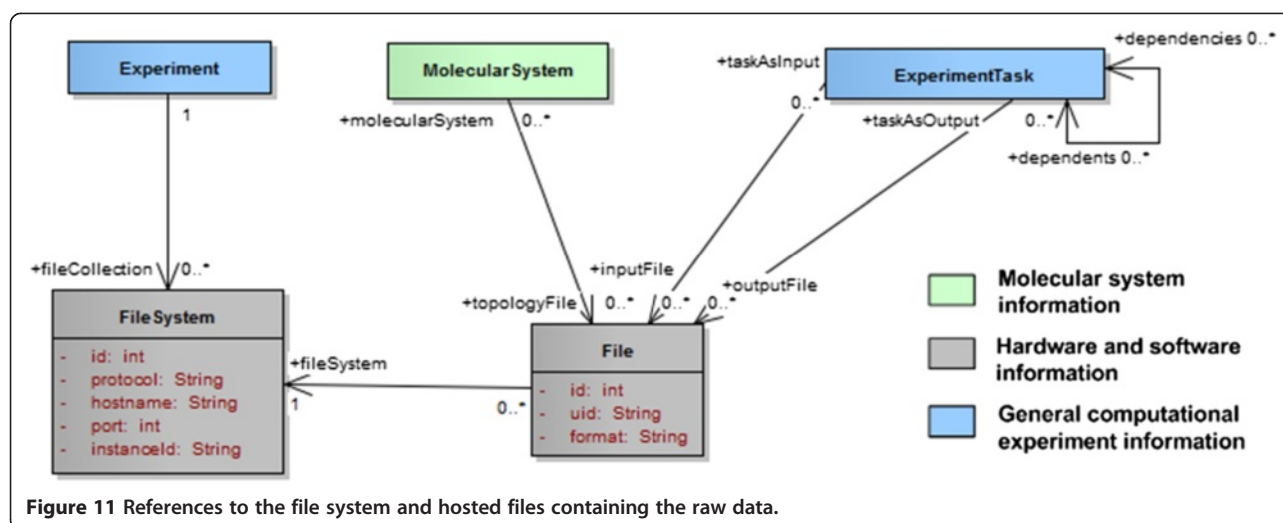 Experiment
1
+fileCollection
0..*
MolecularSystem
+molecularSystem
0..*
ExperimentTask
+taskAsInput
0..*
+taskAsOutput
0..*
+dependencies 0..*
+dependents 0..*
+inputFile
+outputFile
+topologyFile
0..*
0..*
0..*
FileSystem
- id: int
- protocol: String
- hostname: String
- port: int
- instanceId: String
+fileSystem
1
0..*
File
- id: int
- uid: String
- format: String
Molecular system
information
Hardware and software
information
General computational
experiment information
Figure 11 References to the file system and hosted files containing the raw data.